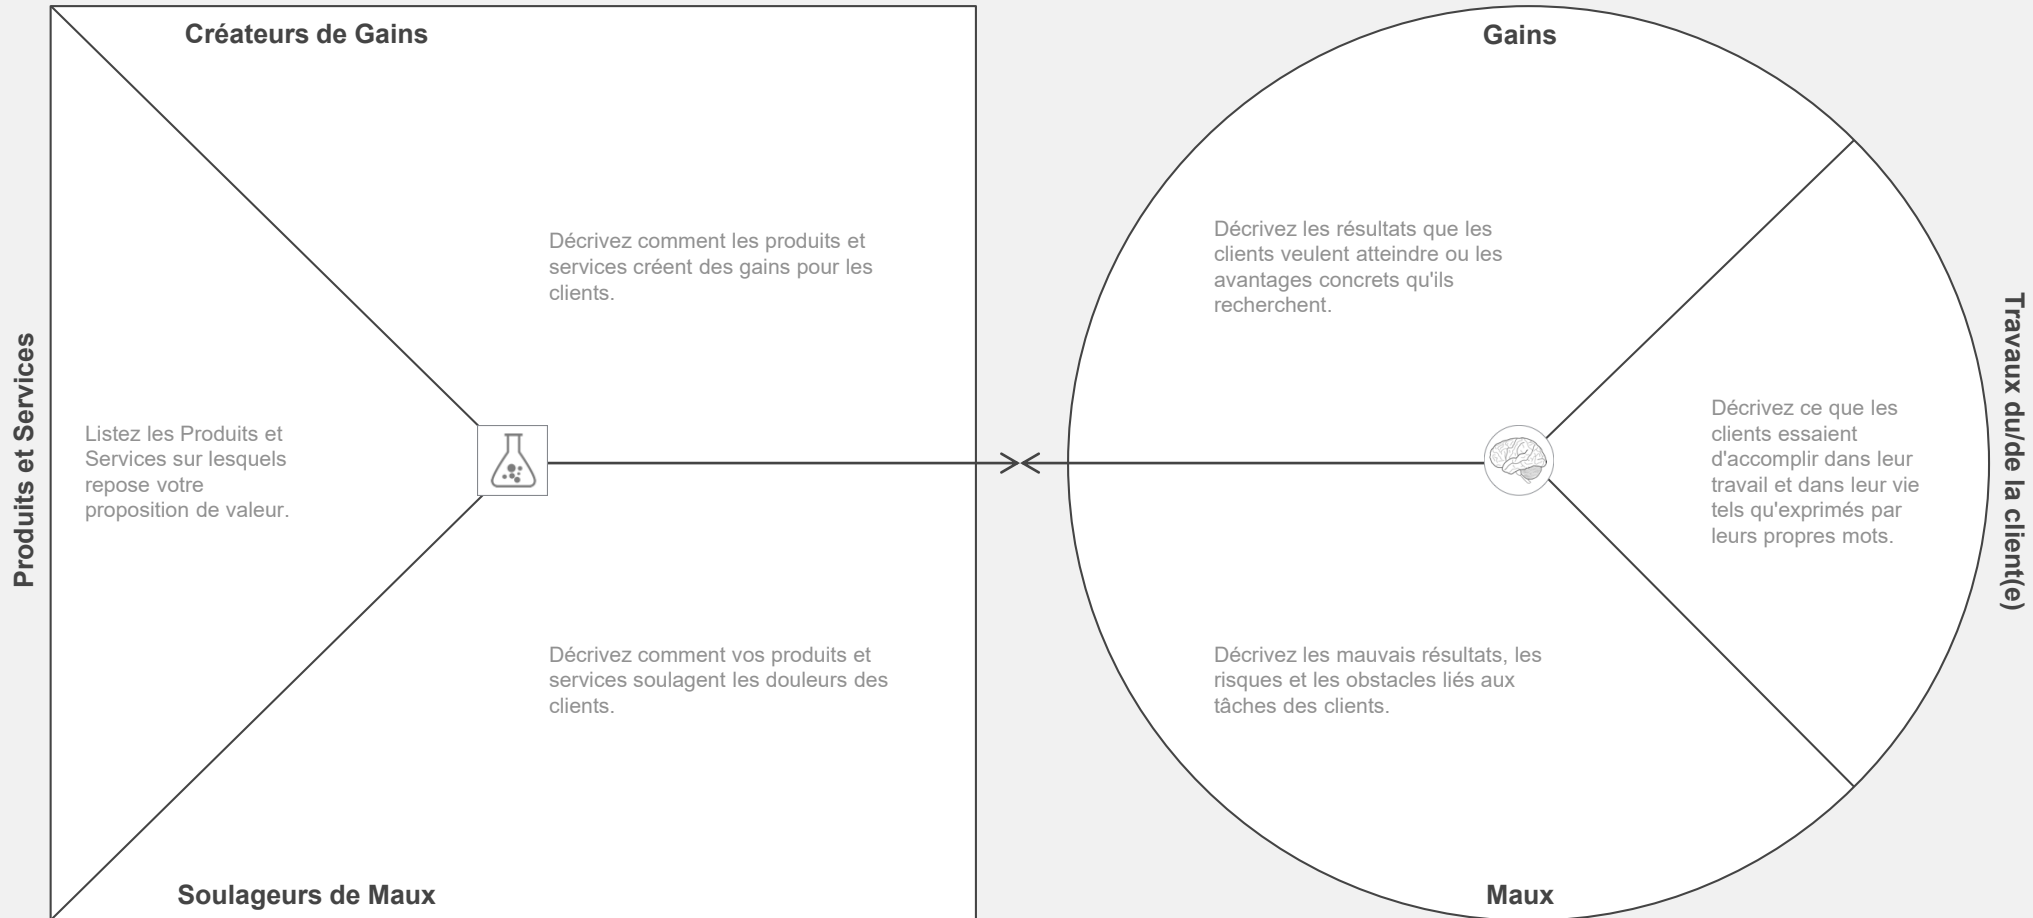 Créateurs de Gains
Décrivez comment les produits et
services créent des gains pour les
clients.
Produits et Services
Listez les Produits et
Services sur lesquels
repose votre
proposition de valeur.
Décrivez comment vos produits et
services soulagent les douleurs des
clients.
Soulageurs de Maux
Gains
Décrivez les résultats que les
clients veulent atteindre ou les
avantages concrets qu'ils
recherchent.
Décrivez ce que les
clients essaient
d'accomplir dans leur
travail et dans leur vie
tels qu'exprimés par
leurs propres mots.
Travaux du/de la client(e)
Décrivez les mauvais résultats, les
risques et les obstacles liés aux
tâches des clients.
Maux